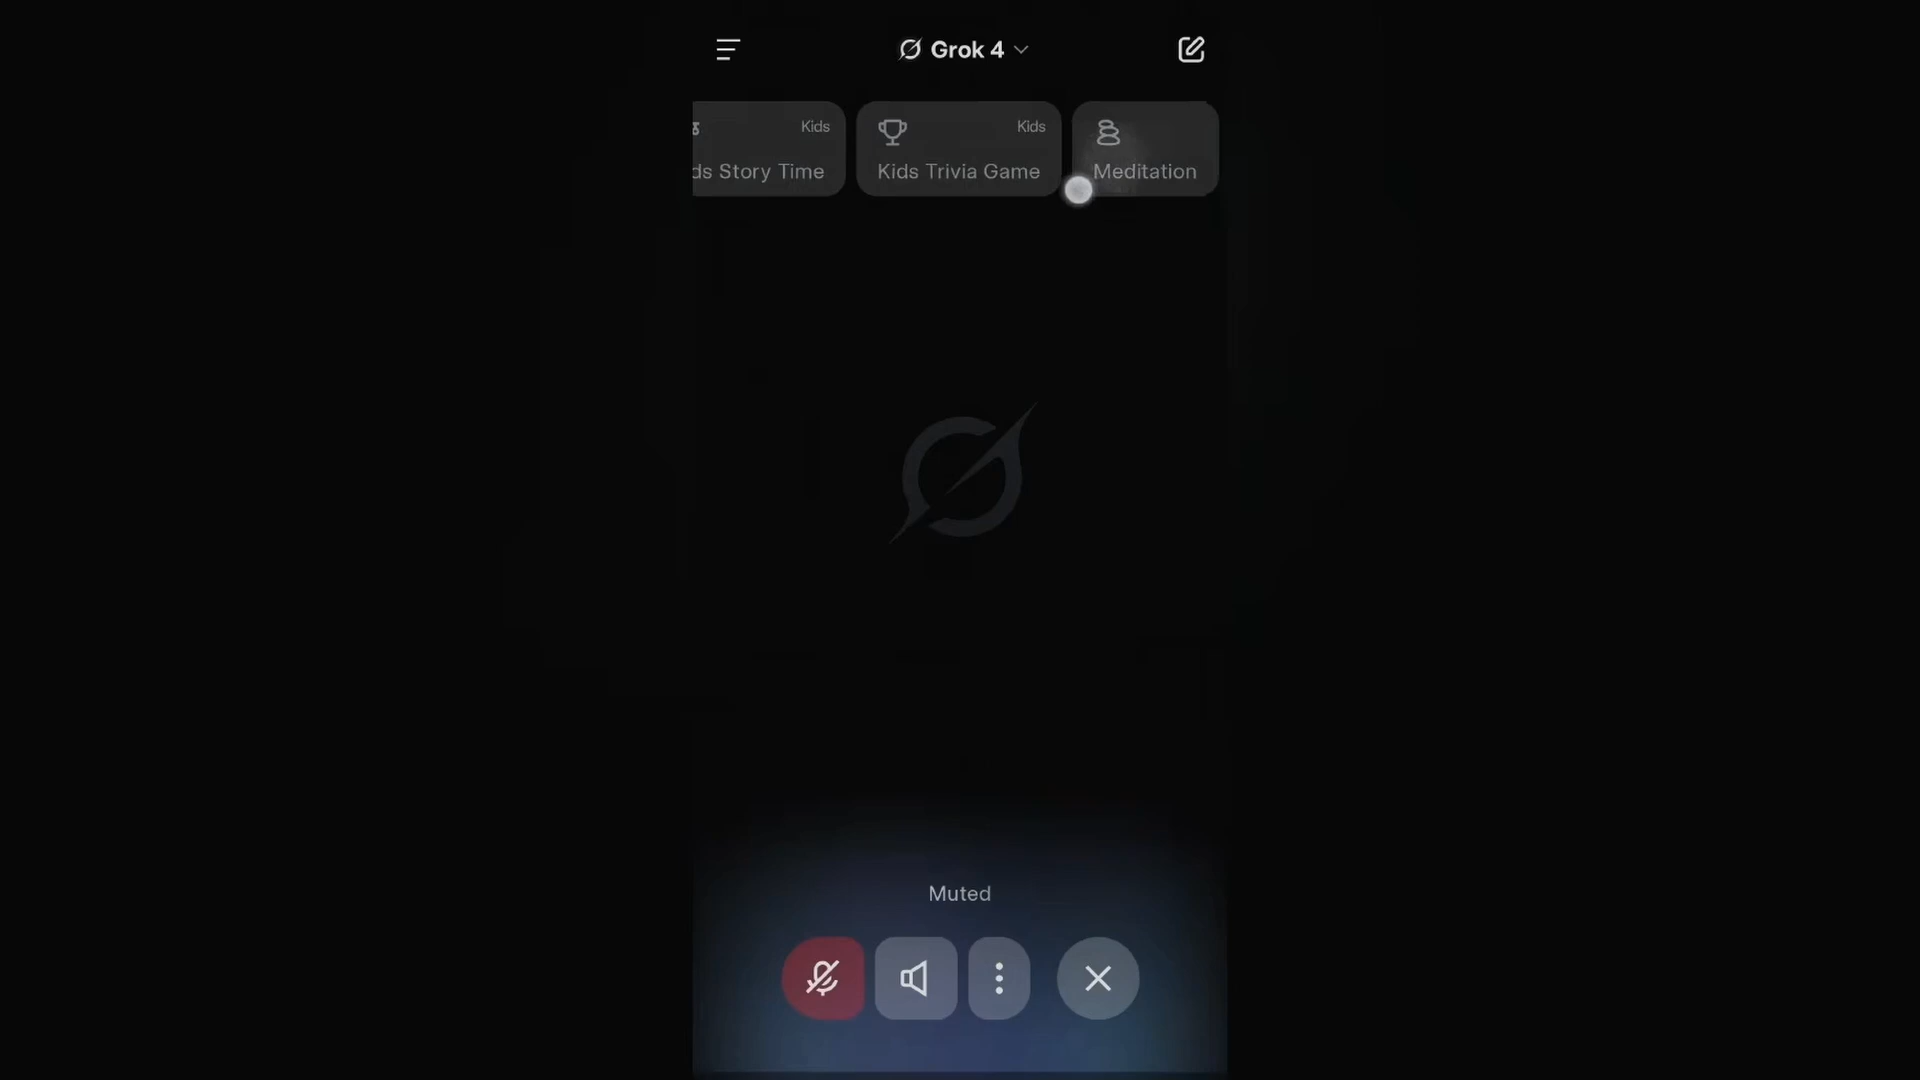 Grok 4
Kids
Kids
ds Story Time
Kids Trivia Game
Meditation
Muted